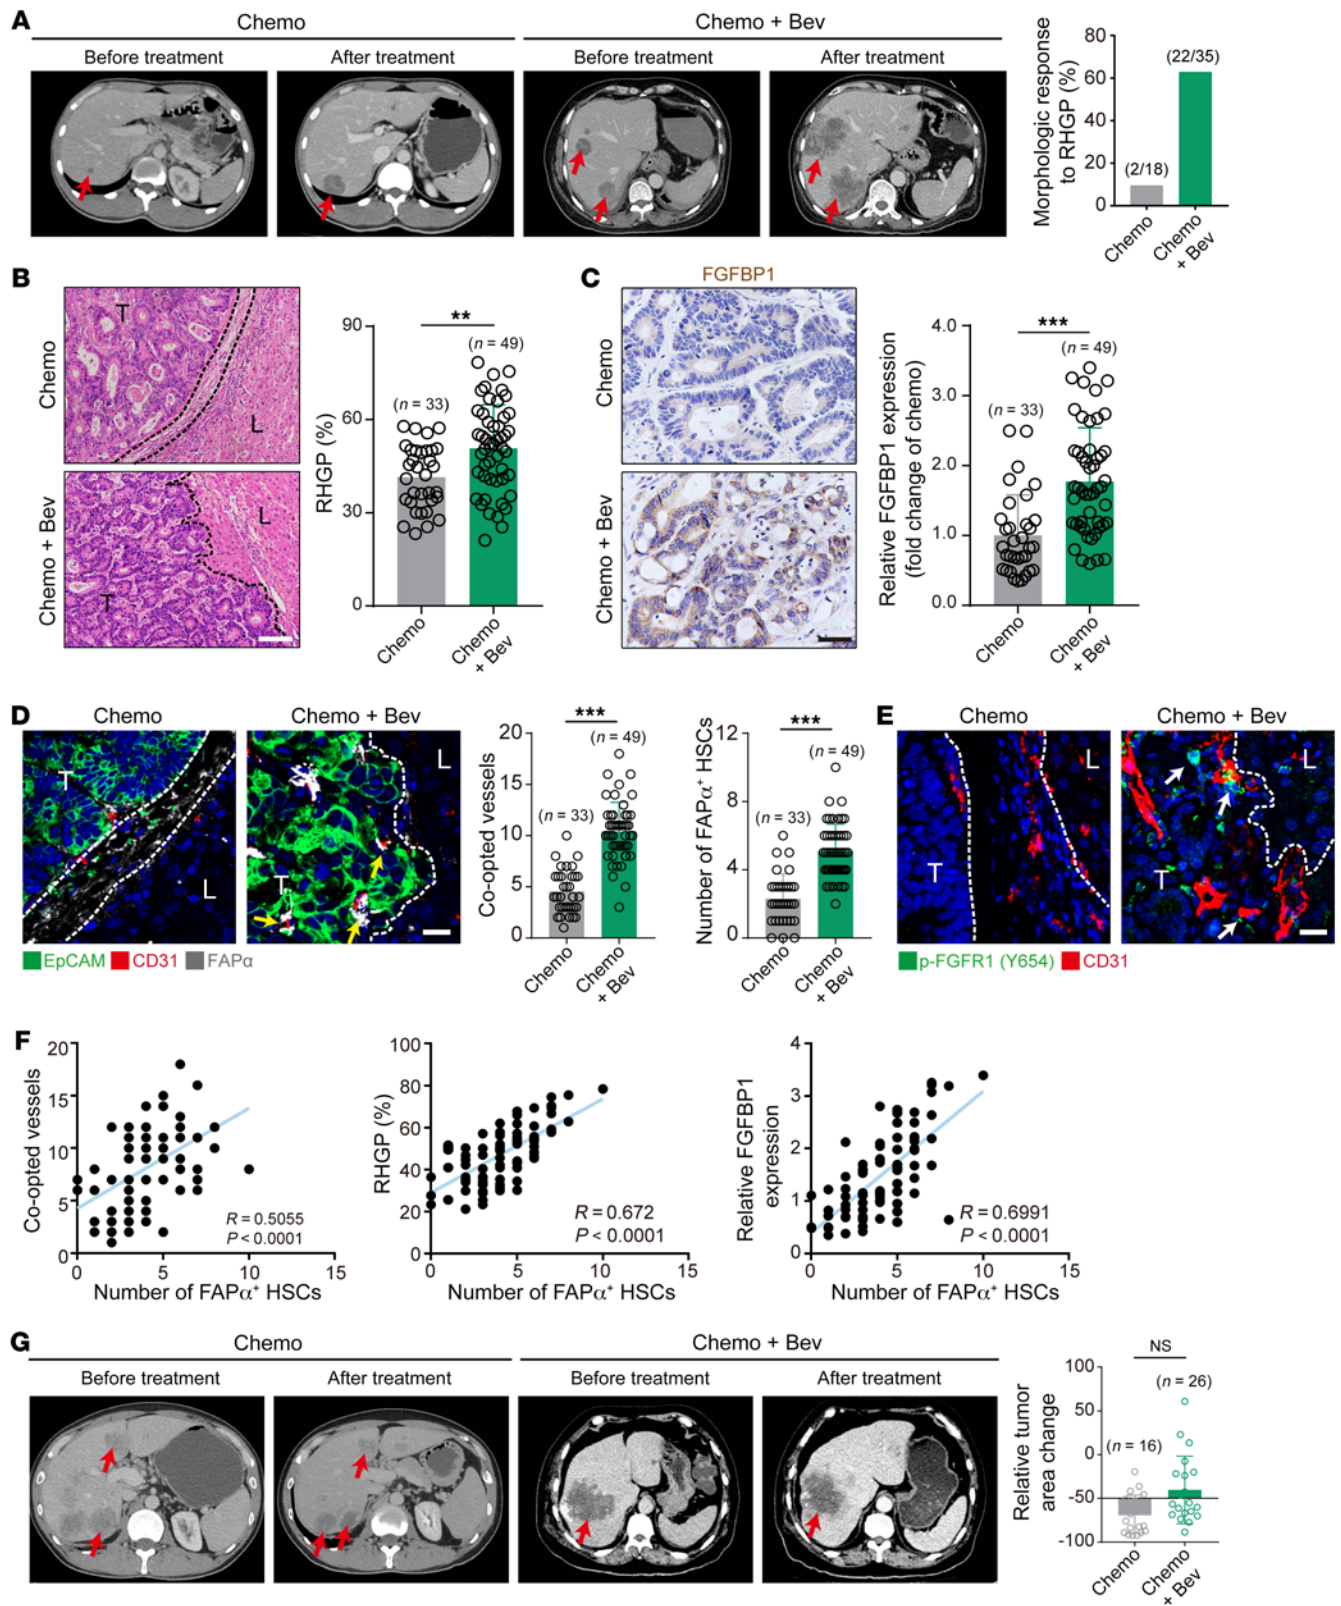 A
Chemo
Chemo + Bev
Before treatment
After treatment
Before treatment
After treatment
Morphologic response
to RHGP (%)
80
60
40
20
0
(2/18)
(22/35)
Chemo
Chemo
+ Bev
B
Chemo
Chemo + Bev
T
L
L
T
RHGP (%)
90
60
30
0
**
(n = 33)
(n = 49)
Chemo
Chemo
+ Bev
C
FGFBP1
Chemo
Chemo + Bev
Relative FGFBP1 expression
(fold change of chemo)
4.0
3.0
2.0
1.0
0.0
***
(n = 33)
(n = 49)
Chemo
Chemo
+ Bev
D
Chemo
Chemo + Bev
T
L
L
T
EpCAM CD31 FAPα
Co-opted vessels
20
15
10
5
0
***
(n = 33)
(n = 49)
Chemo
Chemo
+ Bev
Number of FAPα+ HSCs
12
8
4
0
***
(n = 33)
(n = 49)
Chemo
Chemo
+ Bev
E
Chemo
Chemo + Bev
L
T
L
T
p-FGFR1 (Y654) CD31
F
Co-opted vessels
20
15
10
5
0
0 5 10 15
R = 0.5055
P < 0.0001
Number of FAPα+ HSCs
RHGP (%)
100
80
60
40
20
0
0 5 10 15
R = 0.672
P < 0.0001
Number of FAPα+ HSCs
Relative FGFBP1
expression
4
3
2
1
0
0 5 10 15
R = 0.6991
P < 0.0001
Number of FAPα+ HSCs
G
Chemo
Chemo + Bev
Before treatment
After treatment
Before treatment
After treatment
Relative tumor
area change
100
50
0
-50
-100
NS
(n = 16)
(n = 26)
Chemo
Chemo
+ Bev